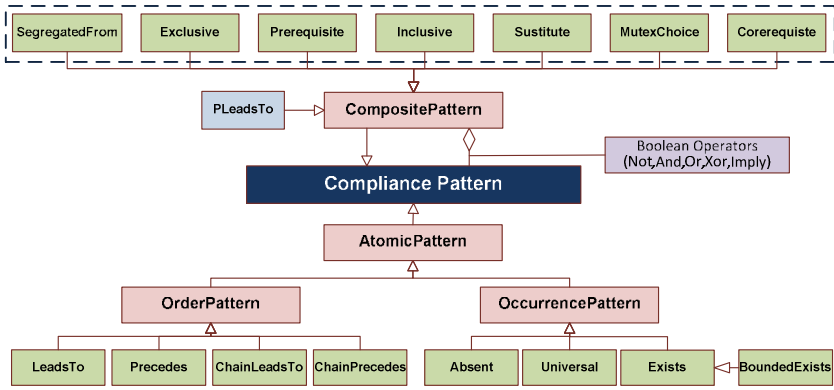 SegregatedFrom
Exclusive
Prerequisite
Inclusive
Sustitute
MutexChoice
Corerequiste
PLeadsTo
CompositePattern
Boolean Operators
(Not,And,Or,Xor,Imply)
Compliance Pattern
AtomicPattern
OrderPattern
OccurrencePattern
LeadsTo
Precedes
ChainLeadsTo
ChainPrecedes
Absent
Universal
Exists
BoundedExists